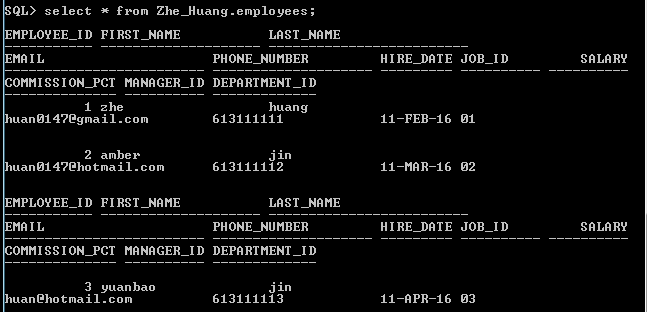 SQL> select * from Zhe_Huang.employees;
EMPLOYEE_ID FIRST_NAME LAST_NAME
EMAIL PHONE_NUMBER HIRE_DATE JOB_ID SALARY
COMMISSION_PCT MANAGER_ID DEPARTMENT_ID
1 zhe huang
huan0147@gmail.com 613111111 11-FEB-16 01
2 amber jin
huan0147@hotmail.com 613111112 11-MAR-16 02
EMPLOYEE_ID FIRST_NAME LAST_NAME
EMAIL PHONE_NUMBER HIRE_DATE JOB_ID SALARY
COMMISSION_PCT MANAGER_ID DEPARTMENT_ID
3 yuanbao jin
huan@hotmail.com 613111113 11-APR-16 03